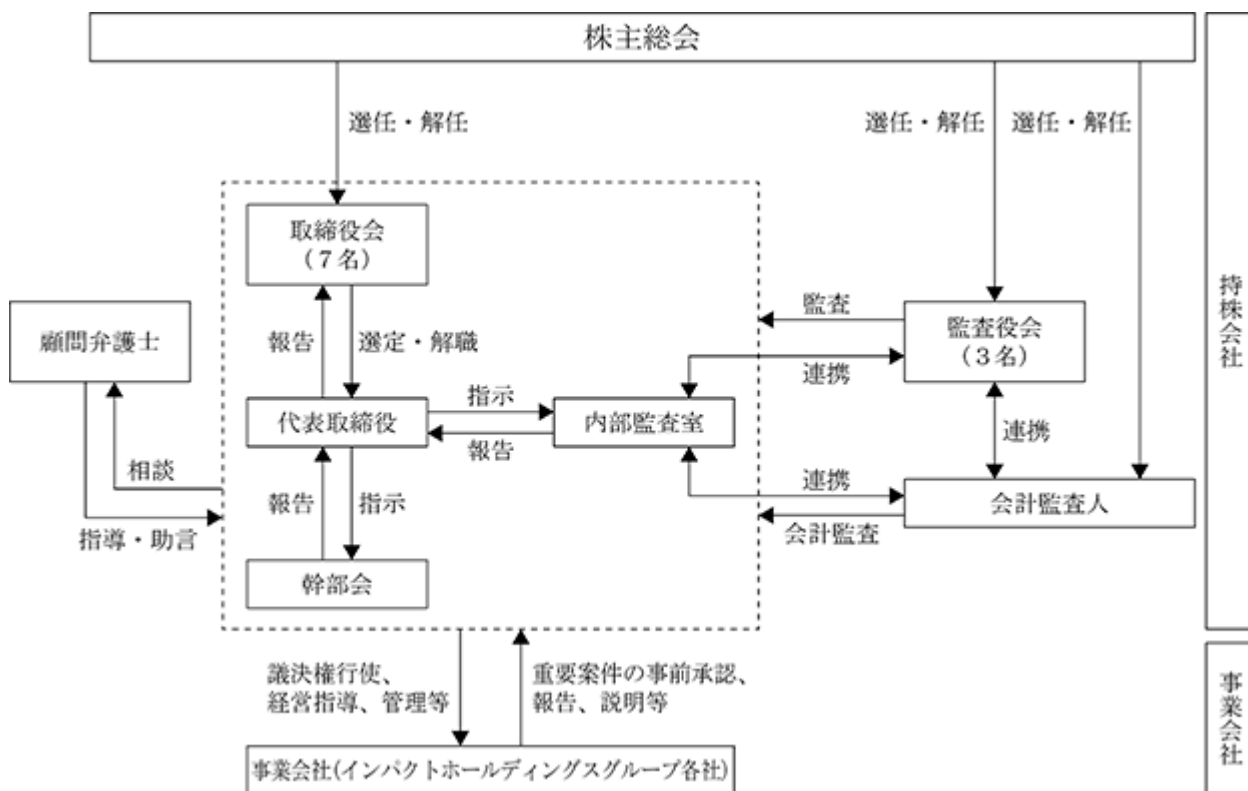 株主総会
選任・解任
選任・解任
選任・解任
取締役会
(7名)
持株会社
顧問弁護士
報告
選定・解職
監査
監査役会
(3名)
連携
代表取締役
指示
報告
内部監査室
連携
相談
指導・助言
報告
指示
連携
会計監査
会計監査人
幹部会
議決権行使、
経営指導、管理等
重要案件の事前承認、
報告、説明等
事業会社
事業会社(インパクトホールディングスグループ各社)